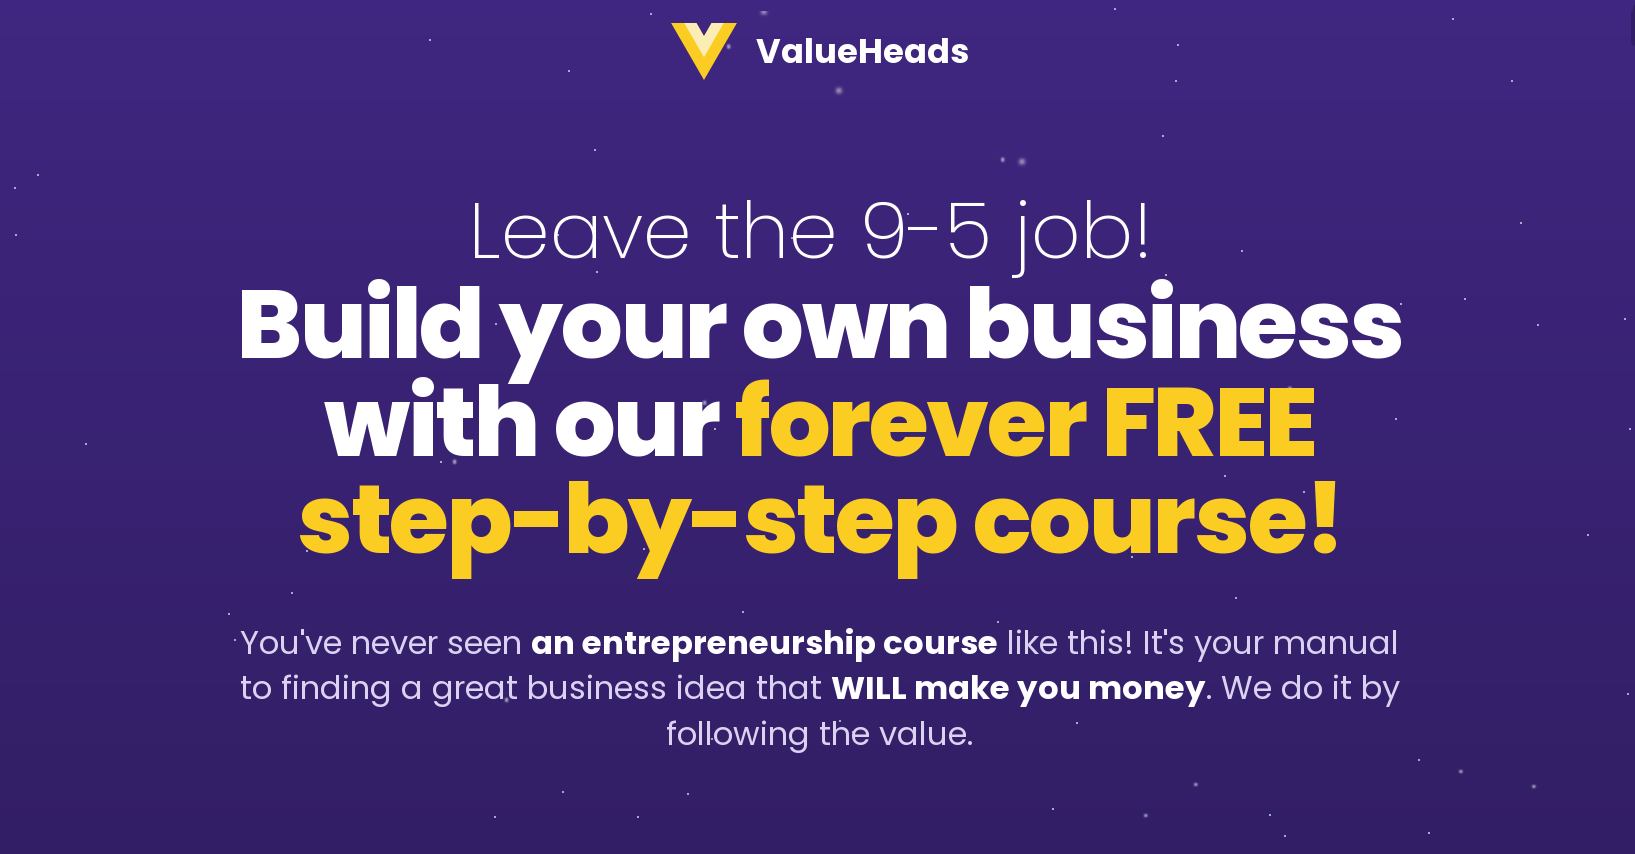 ValueHeads
Leave the 9-5 job!
Build your own business
with our forever FREE
step-by-step course!
You've never seen an entrepreneurship course like this! It's your manual
to finding a great business idea that WILL make you money. We do it by
following the value.